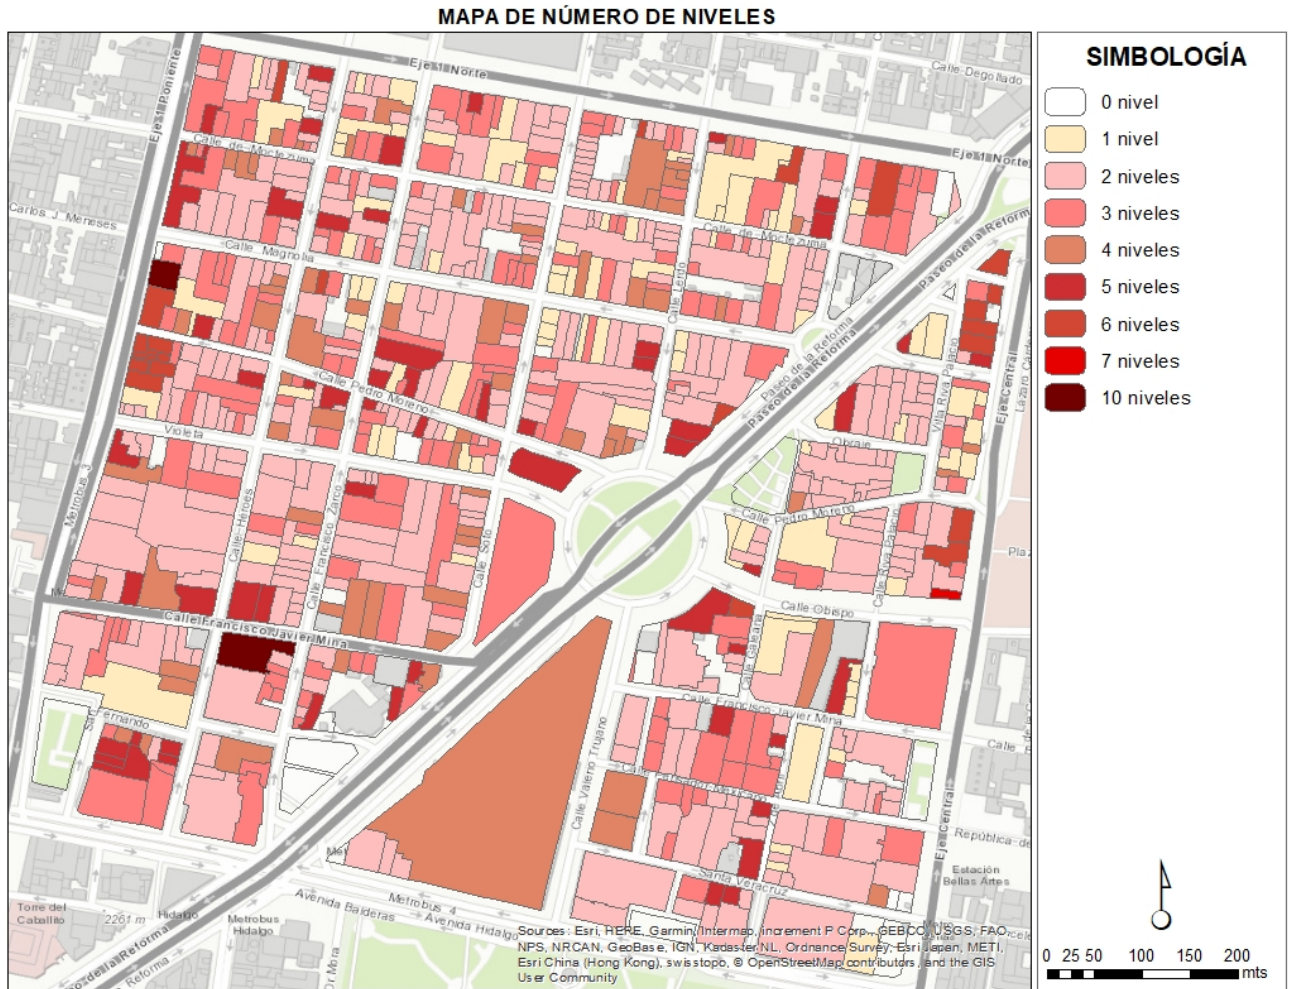 MAPA DE NÚMERO DE NIVELES
SIMBOLOGÍA
0 nivel
1 nivel
2 niveles
3 niveles
4 niveles
5 niveles
6 niveles
7 niveles
10 niveles
0 25 50 100 150 200
mts
Eje 1 Norte
Calle Degollado
Eje 1 Poniente
Eje 1 Norte
Calle de Moctezuma
Carlos J. Meneses
Calle Magnolia
Calle de Moctezuma
Paseo de la Reforma
Calle Lerdo
Paseo de la Reforma
Paseo de la Reforma
Calle Pedro Moreno
Violeta
Obraje
Eje Central
Metrobus 3
Calle Héroes
Calle Francisco Zarco
Calle Soto
Calle Pedro Moreno
Calle Riva Palacio
Calle Obispo
Calle Galeana
Calle Francisco Javier Mina
Calle Francisco Javier Mina
Fernando
Calle Valerio Trujano
Eje Central
Santa Veracruz
Estación
Bellas Artes
Torre del
Caballito
2261 m
Hidalgo
Metrobus
Hidalgo
Metrobus 4
Avenida Balderas
Avenida Hidalgo
Sources: Esri, HERE, Garmin, Intermap, increment P Corp., GEBCO, USGS, FAO,
NPS, NRCAN, GeoBase, IGN, Kadaster NL, Ordnance Survey, Esri Japan, METI,
Esri China (Hong Kong), swisstopo, © OpenStreetMap contributors, and the GIS
User Community